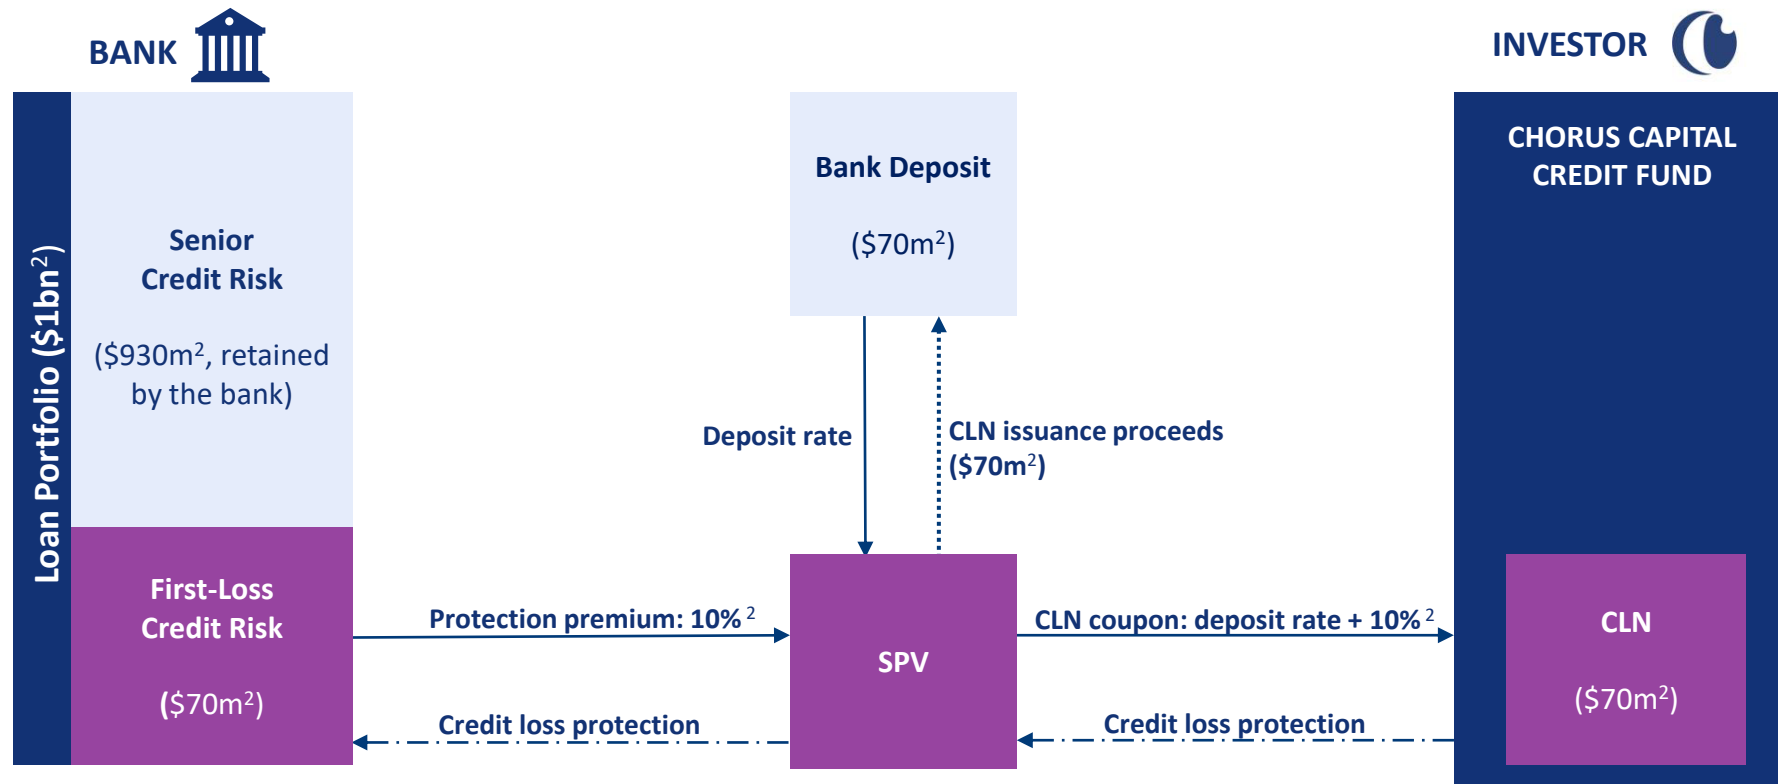 BANK
INVESTOR
Loan Portfolio ($1bn²)
Senior
Credit Risk
($930m², retained
by the bank)
First-Loss
Credit Risk
($70m²)
Bank Deposit
($70m²)
Deposit rate
CLN issuance proceeds
($70m²)
Protection premium: 10% ²
Credit loss protection
SPV
CLN coupon: deposit rate + 10% ²
Credit loss protection
CHORUS CAPITAL
CREDIT FUND
CLN
($70m²)